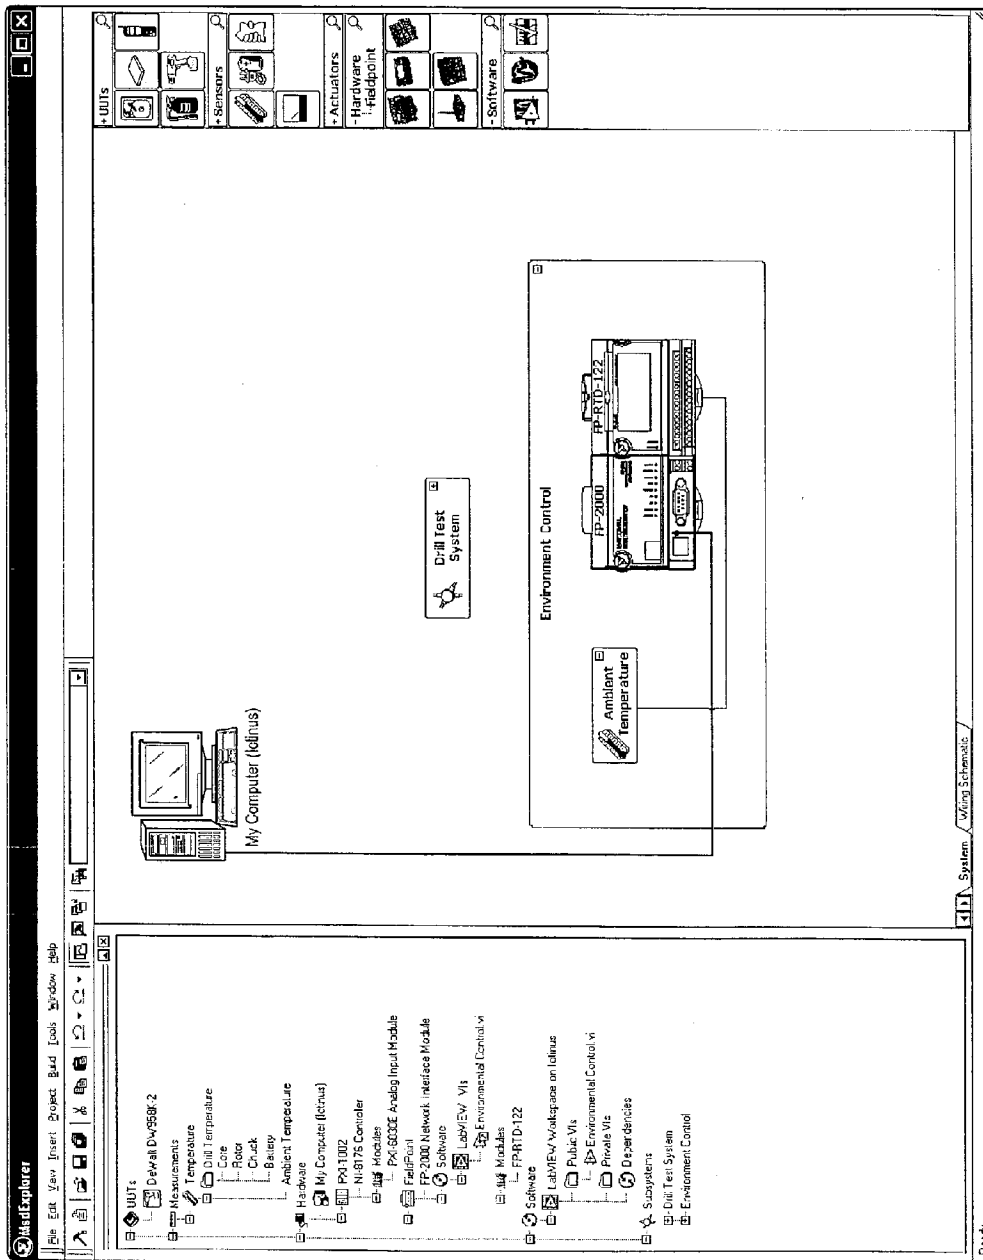 MsdExplorer
File Edit View Insert Project Build Tools Window Help
UUTs
DeWalt DW958K-2
Measurements
Temperature
Drill Temperature
Core
Rotor
Chuck
Battery
Ambient Temperature
Hardware
My Computer (Iotinus)
PXI-1002
NI-8176 Controller
Modules
PXI-6030E Analog Input Module
FieldPoint
FP-2000 Network Interface Module
Software
LabVIEW VIs
Environmental Control.vi
Modules
FP-RTD-122
Software
LabVIEW Workspace on Iotinus
Public VIs
Environmental Control.vi
Private VIs
Dependencies
Subsystems
Drill Test System
Environment Control
My Computer (Iotinus)
Drill Test
System
Environment Control
Ambient
Temperature
FP-2000
FP-RTD-122
System
Wiring Schematic
+ UUTs
+ Sensors
+ Actuators
- Hardware
Fieldpoint
- Software